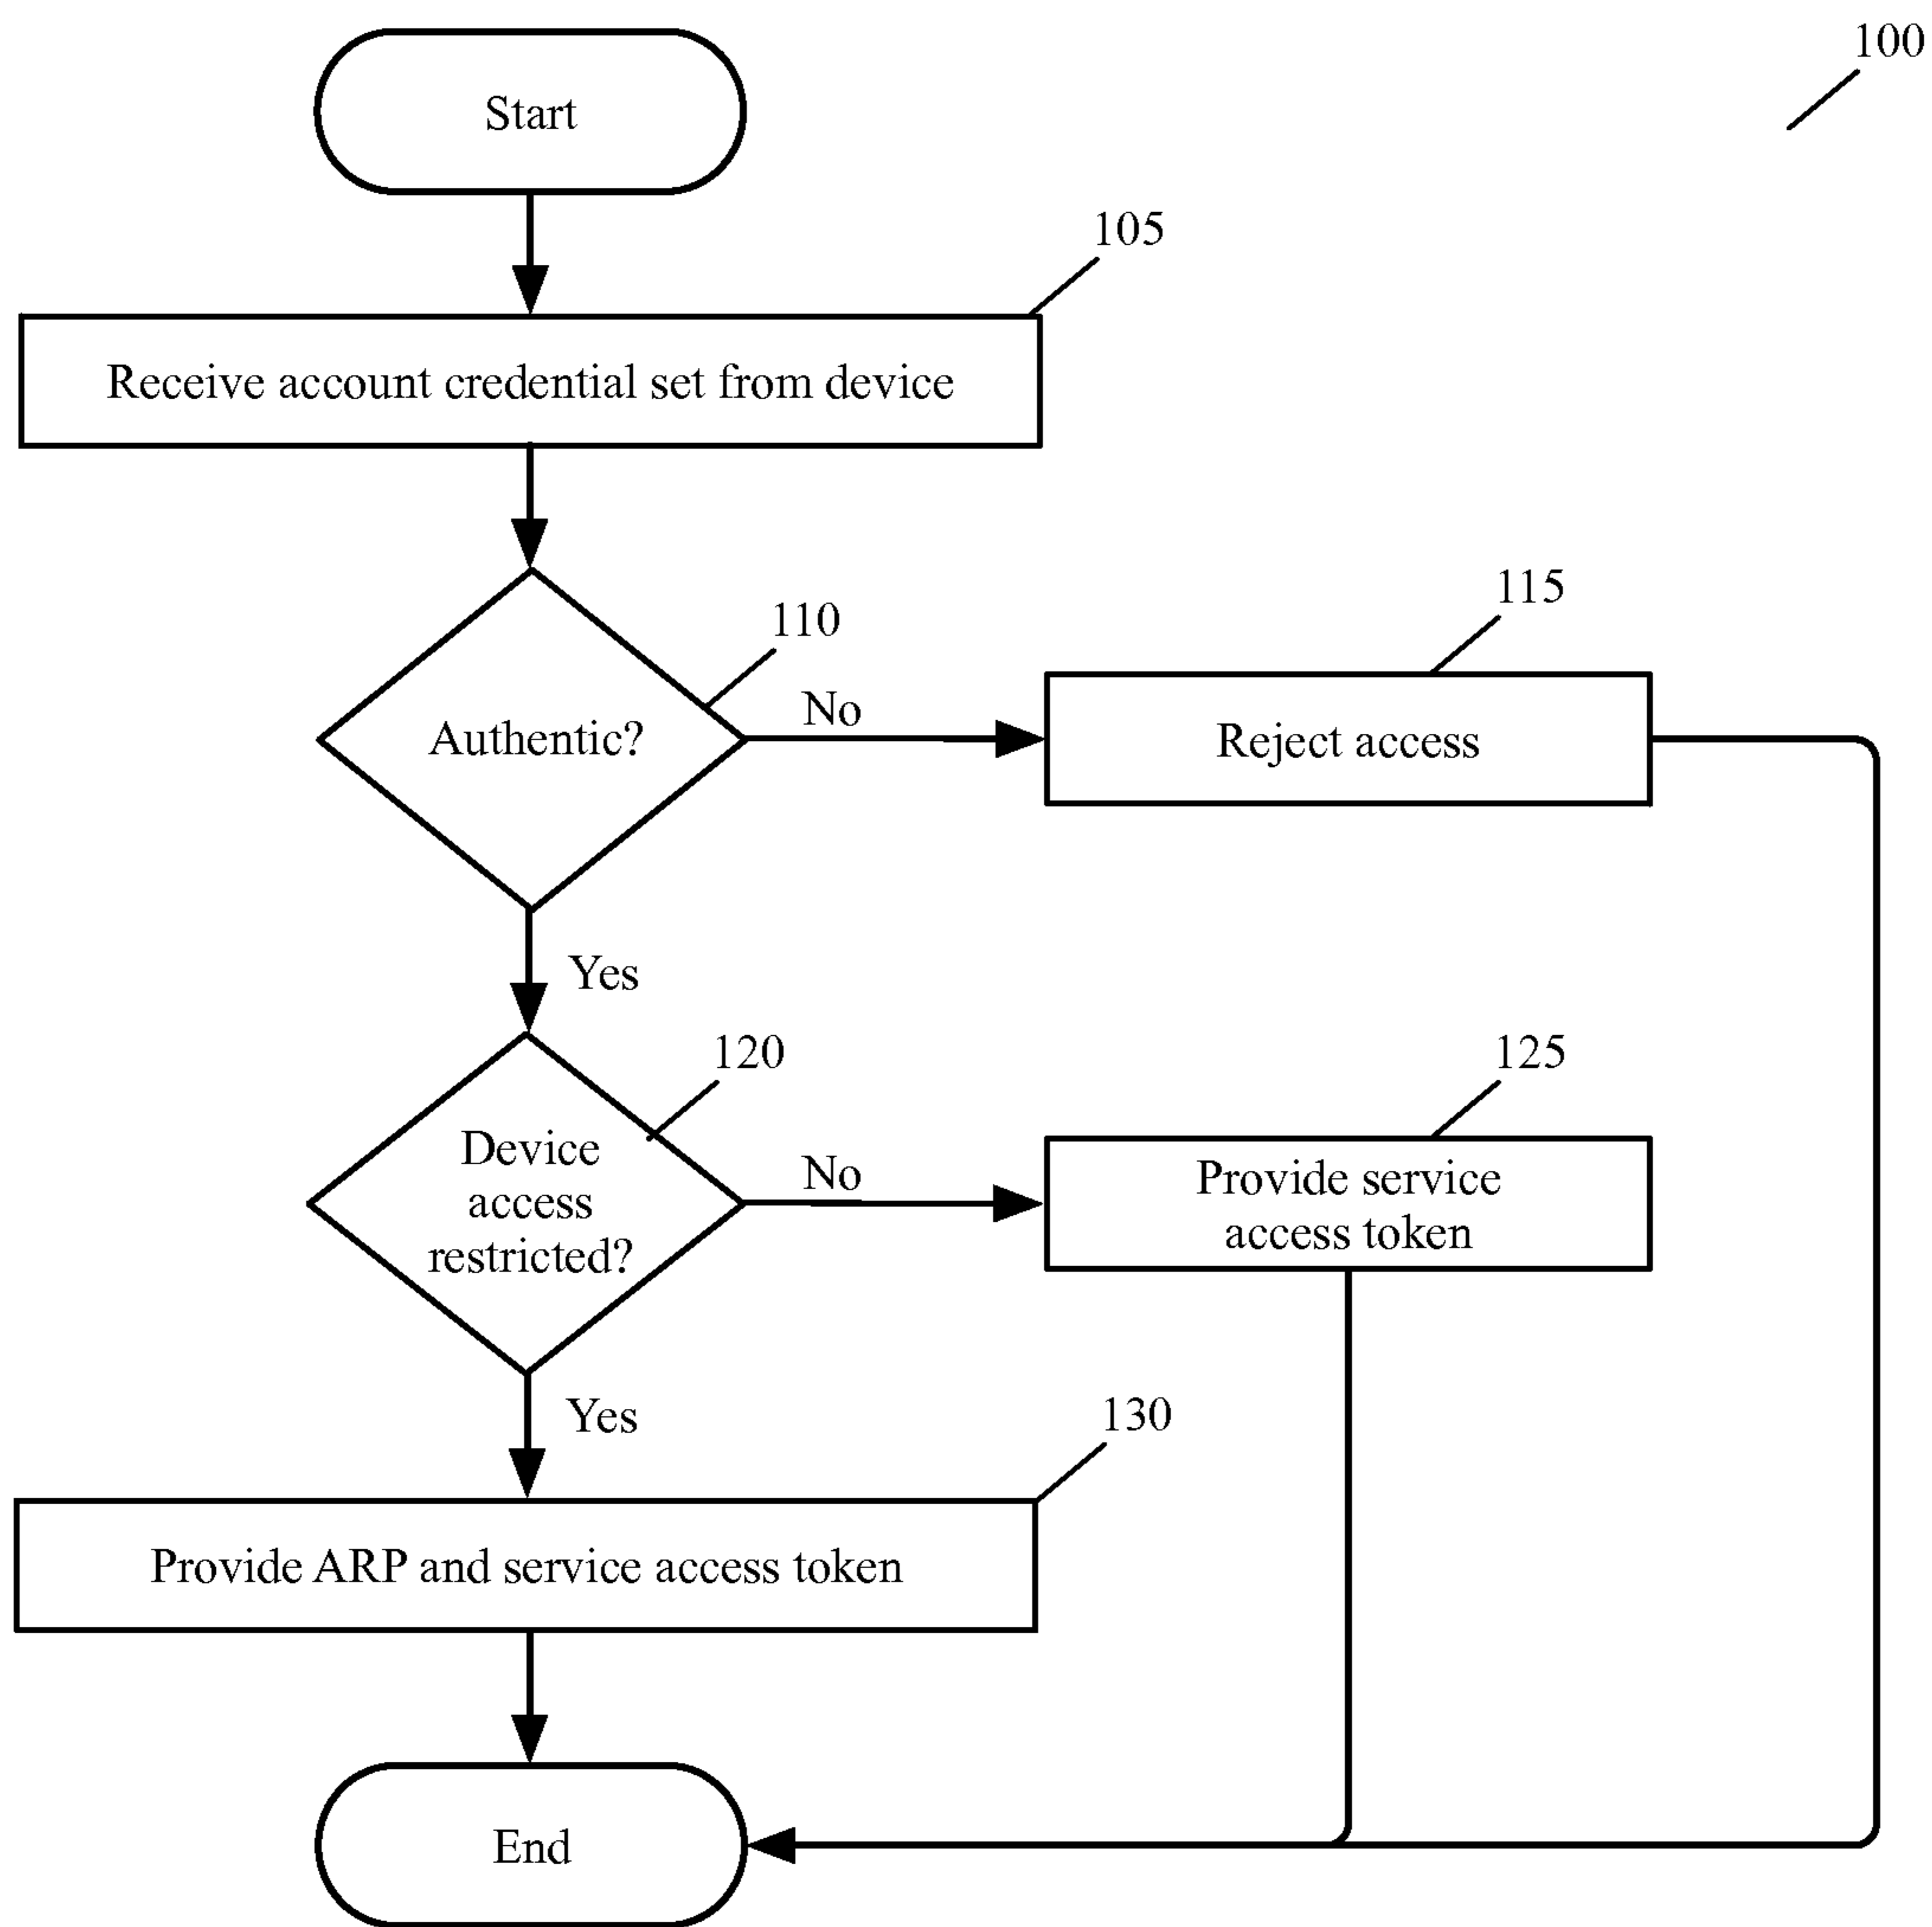 100
Start
105
Receive account credential set from device
110
Authentic?
No
115
Reject access
Yes
120
Device
access
restricted?
No
125
Provide service
access token
Yes
130
Provide ARP and service access token
End